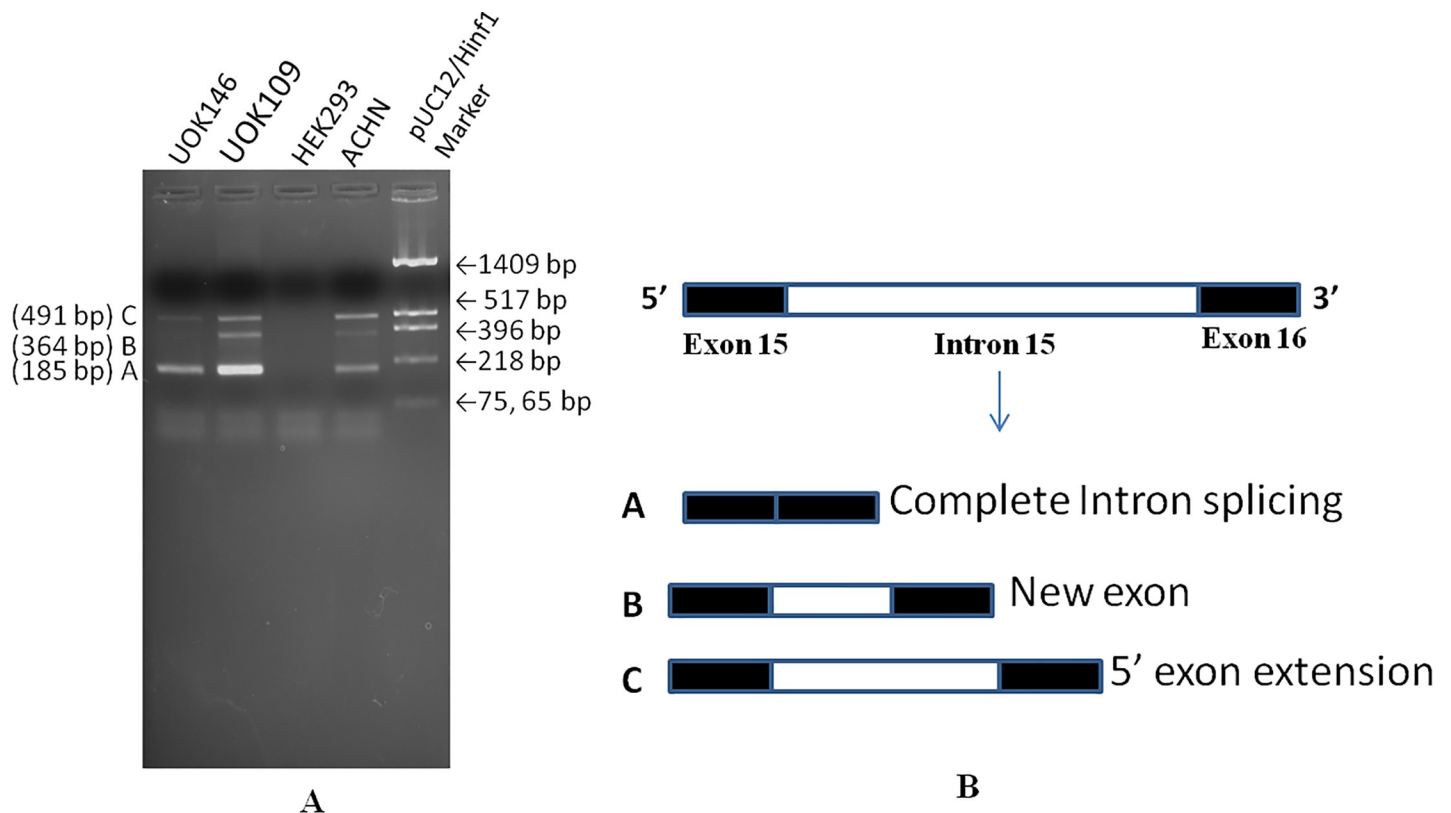 UOK146
UOK109
HEK293
ACHN
pUC12/Hinf1
Marker
←1409 bp
← 517 bp
←396 bp
←218 bp
←75, 65 bp
(491 bp) C
(364 bp) B
(185 bp) A
A
5’
3’
Exon 15
Intron 15
Exon 16
A
Complete Intron splicing
B
New exon
C
5’ exon extension
B